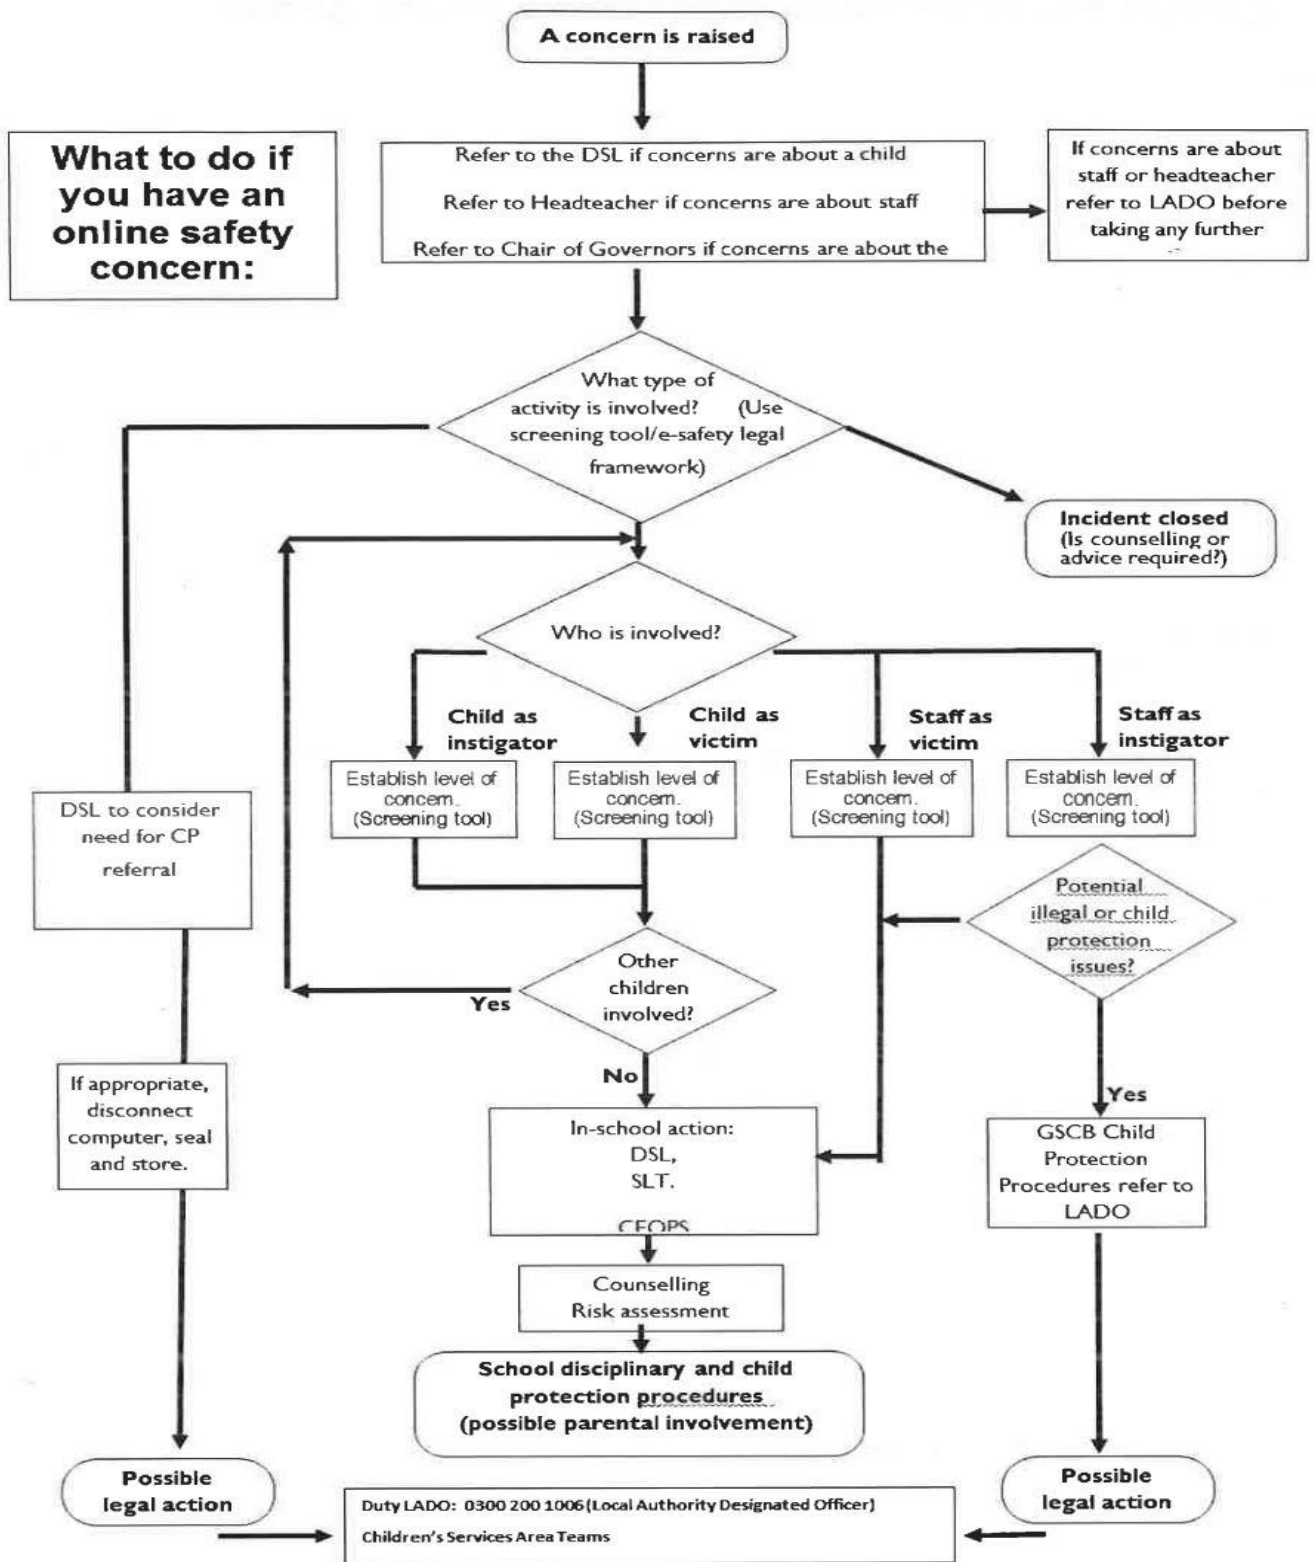 A concern is raised
What to do if
you have an
online safety
concern:
Refer to the DSL if concerns are about a child
Refer to Headteacher if concerns are about staff
Refer to Chair of Governors if concerns are about the
If concerns are about
staff or headteacher
refer to LADO before
taking any further
What type of
activity is involved? (Use
screening tool/e-safety legal
framework)
Incident closed
(Is counselling or
advice required?)
Who is involved?
Child as
instigator
Child as
victim
Staff as
victim
Staff as
instigator
Establish level of
concern.
(Screening tool)
Establish level of
concern.
(Screening tool)
Establish level of
concern.
(Screening tool)
Establish level of
concern.
(Screening tool)
DSL to consider
need for CP
referral
Potential
illegal or child
protection
issues?
Other
children
involved?
Yes
No
Yes
If appropriate,
disconnect
computer, seal
and store.
In-school action:
DSL,
SLT.
CEOPS
GSCB Child
Protection
Procedures refer to
LADO
Counselling
Risk assessment
School disciplinary and child
protection procedures
(possible parental involvement)
Possible
legal action
Possible
legal action
Duty LADO: 0300 200 1006 (Local Authority Designated Officer)
Children's Services Area Teams